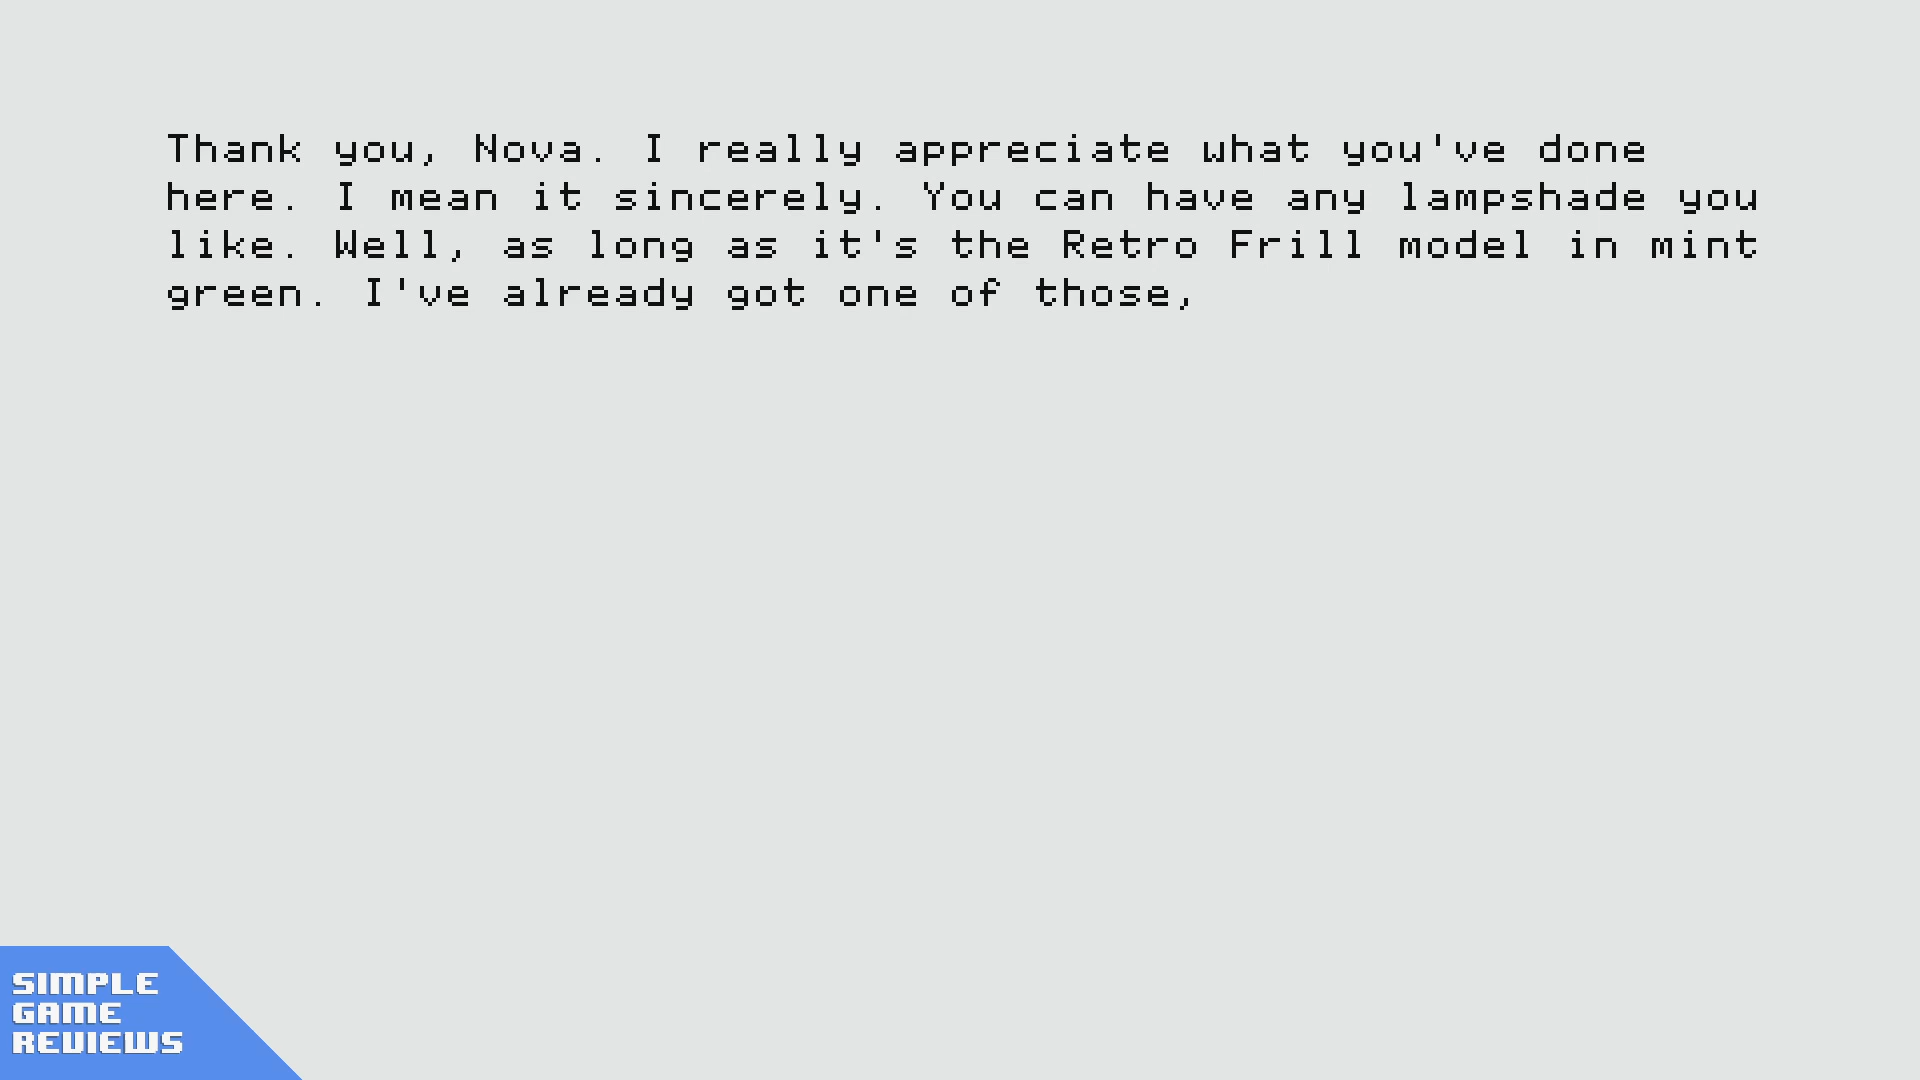 Thank you, Nova. I really appreciate what you've done
here. I mean it sincerely. You can have any lampshade you
like. Well, as long as it's the Retro Frill model in mint
green. I've already got one of those,
SIMPLE
GAME
REVIEWS